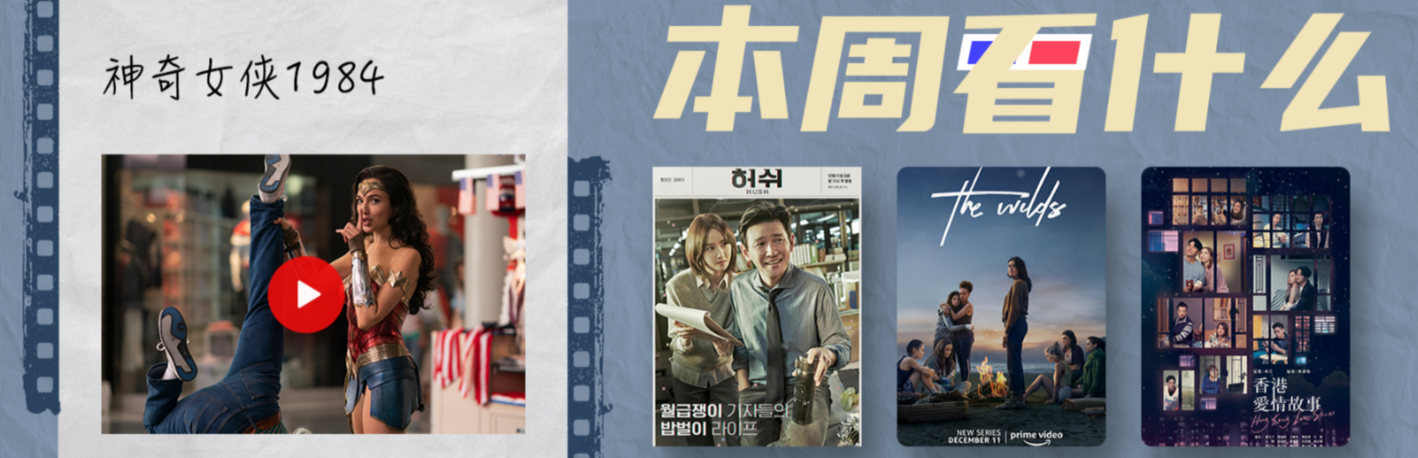 神奇女侠1984
本周看什么
허쉬
HUSH
월급쟁이 기자들의
밥벌이 라이프
the wilds
NEW SERIES
DECEMBER 11
prime video
香港
愛情故事
Hong Kong Love Stories